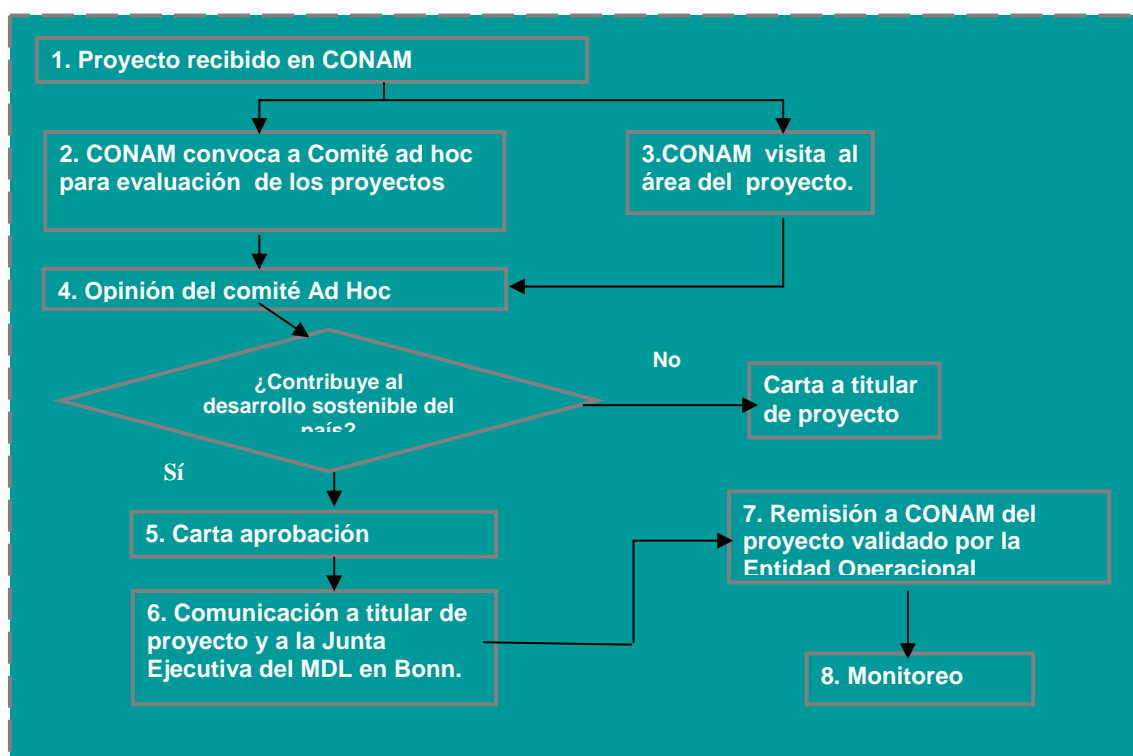 1. Proyecto recibido en CONAM
2. CONAM convoca a Comité ad hoc
para evaluación de los proyectos
3.CONAM visita al
área del proyecto.
4. Opinión del comité Ad Hoc
¿Contribuye al
desarrollo sostenible del
país?
No
Carta a titular
de proyecto
Sí
5. Carta aprobación
6. Comunicación a titular de
proyecto y a la Junta
Ejecutiva del MDL en Bonn.
7. Remisión a CONAM del
proyecto validado por la
Entidad Operacional
8. Monitoreo